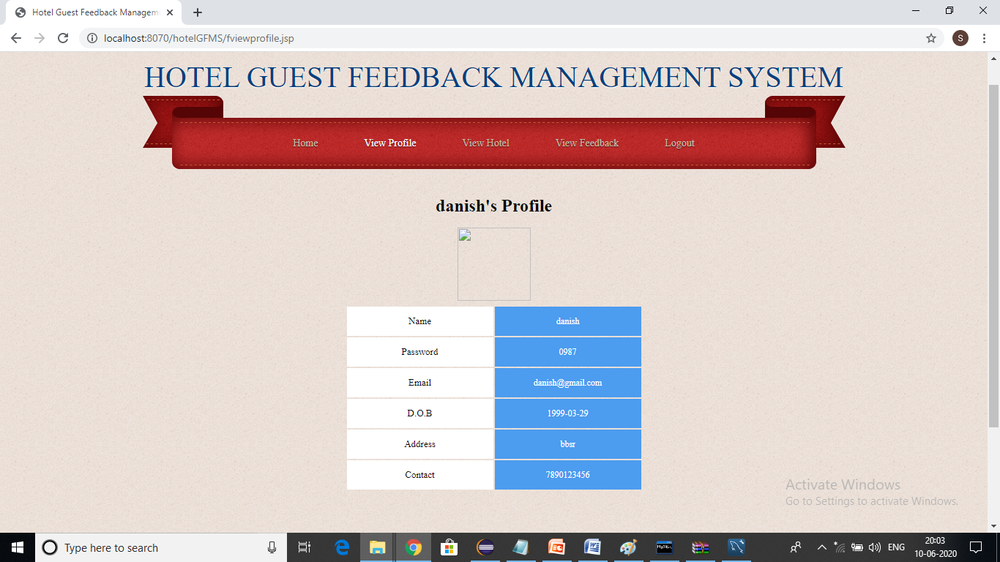 Hotel Guest Feedback Managem
localhost:8070/hotelGFMS/fviewprofile.jsp
S
HOTEL GUEST FEEDBACK MANAGEMENT SYSTEM
Home View Profile View Hotel View Feedback Logout
danish's Profile
Name danish
Password 0987
Email danish@gmail.com
D.O.B 1999-03-29
Address bbsr
Contact 7890123456
Activate Windows
Go to Settings to activate Windows.
Type here to search
ENG
20:03
10-06-2020